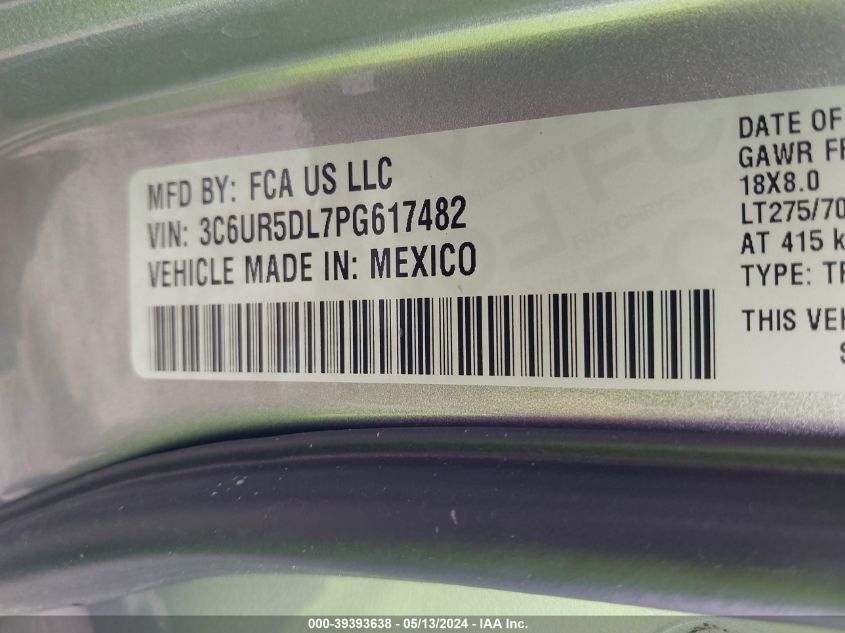 MFD BY: FCA US LLC
VIN: 3C6UR5DL7PG617482
VEHICLE MADE IN: MEXICO
DATE OF
GAWR FR
18X8.0
LT275/70
AT 415 k
TYPE: TR
THIS VEH
000-39393638 - 05/13/2024 - IAA Inc.